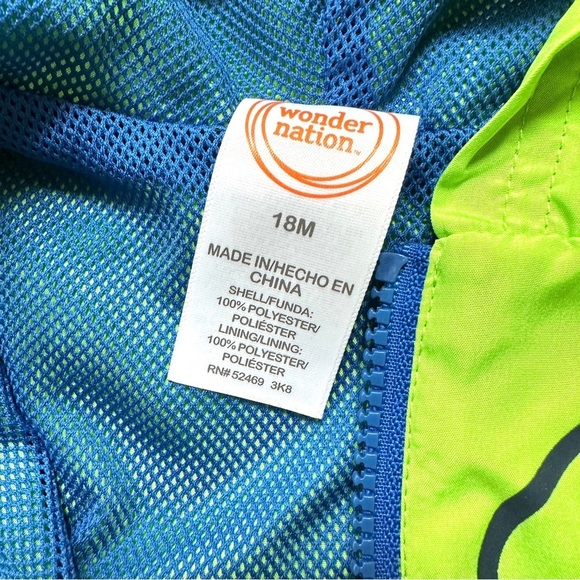 wonder
nation™
18M
MADE IN/HECHO EN
CHINA
SHELL/FUNDA:
100% POLYESTER/
POLIÉSTER
LINING/LINING:
100% POLYESTER/
POLIÉSTER
RN# 52469 3K8